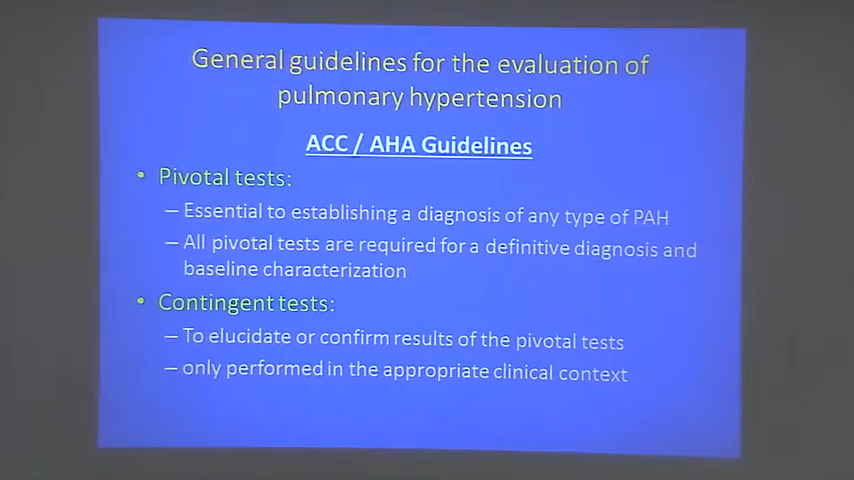 General guidelines for the evaluation of
pulmonary hypertension
ACC / AHA Guidelines
• Pivotal tests:
– Essential to establishing a diagnosis of any type of PAH
– All pivotal tests are required for a definitive diagnosis and
baseline characterization
• Contingent tests:
– To elucidate or confirm results of the pivotal tests
– only performed in the appropriate clinical context